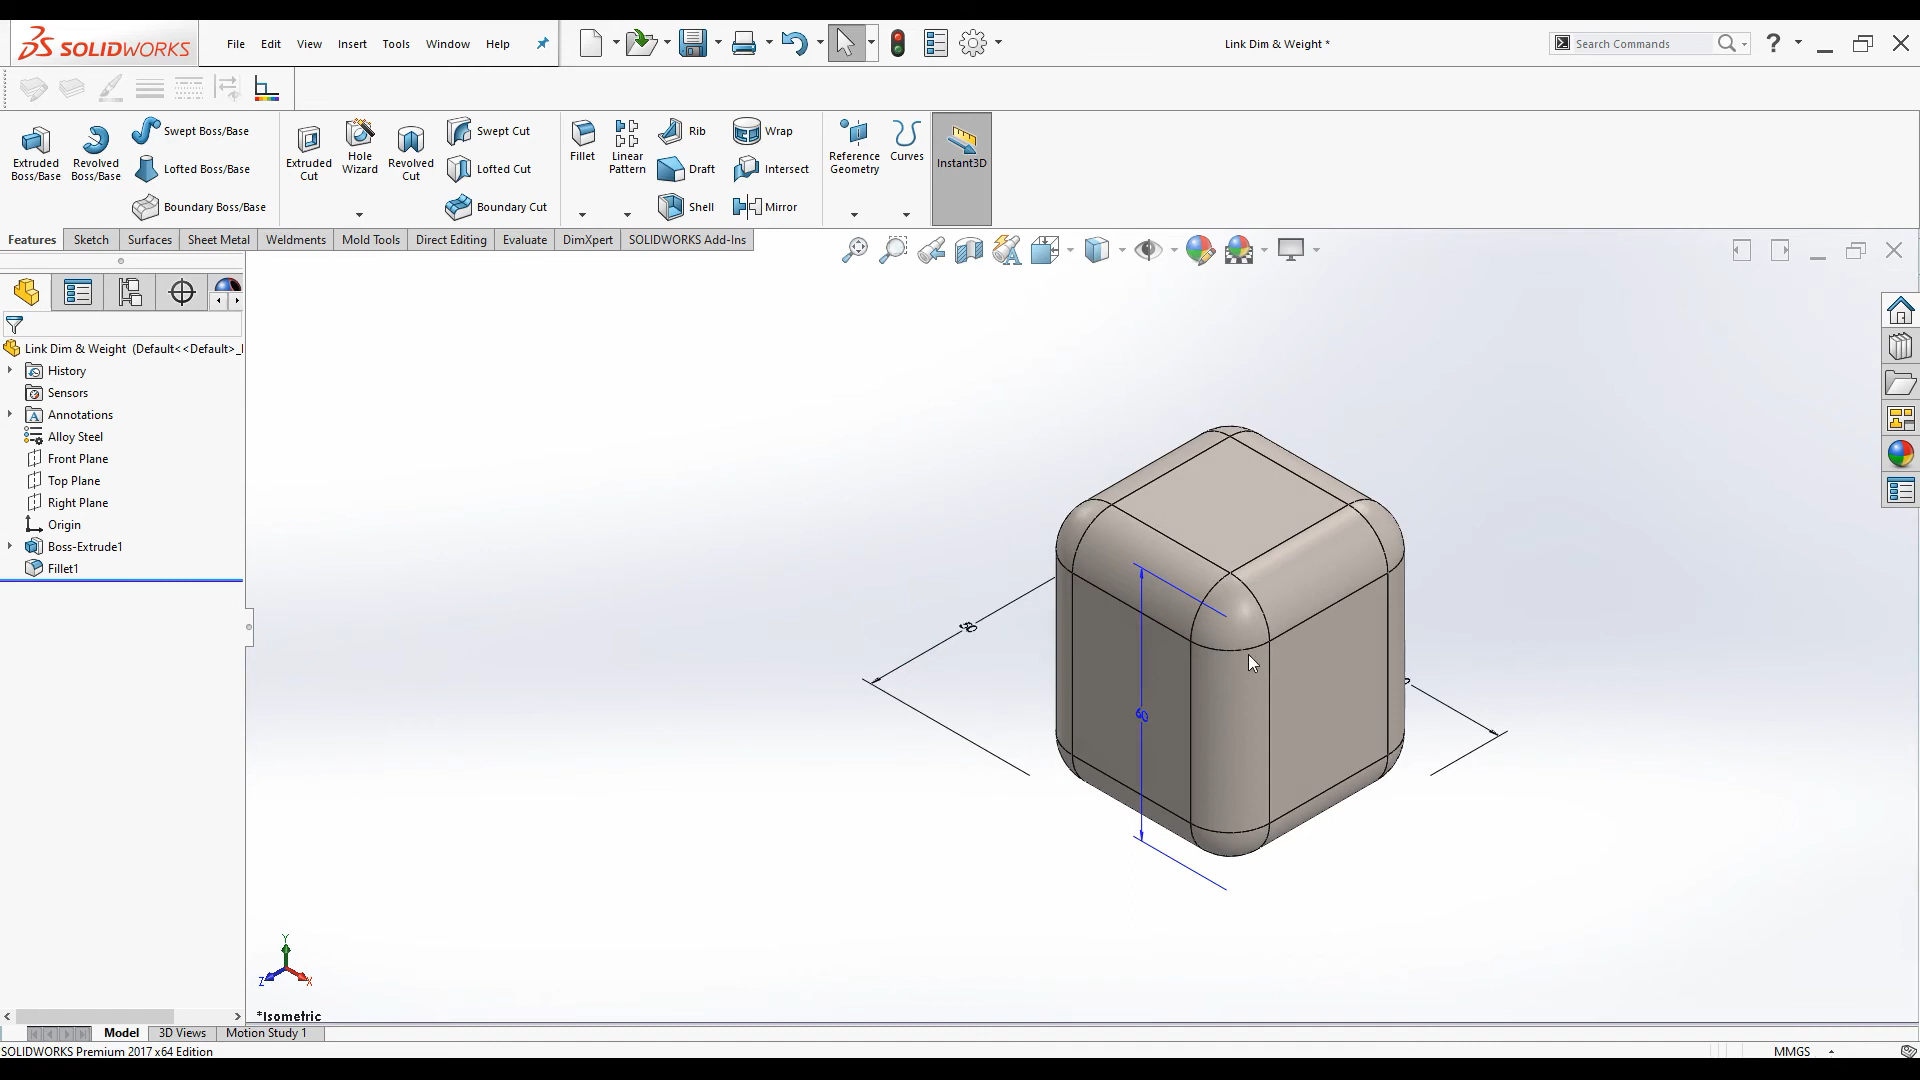 SOLIDWORKS
File Edit View Insert Tools Window Help
Link Dim & Weight *
Search Commands
?
Extruded Boss/Base
Revolved Boss/Base
Swept Boss/Base
Lofted Boss/Base
Boundary Boss/Base
Extruded Cut
Hole Wizard
Revolved Cut
Swept Cut
Lofted Cut
Boundary Cut
Fillet
Linear Pattern
Rib
Draft
Shell
Wrap
Intersect
Mirror
Reference Geometry
Curves
Instant3D
Features Sketch Surfaces Sheet Metal Weldments Mold Tools Direct Editing Evaluate DimXpert SOLIDWORKS Add-Ins
Link Dim & Weight (Default<<Default>_
History
Sensors
Annotations
Alloy Steel
Front Plane
Top Plane
Right Plane
Origin
Boss-Extrude1
Fillet1
60
Y
Z
X
*Isometric
Model 3D Views Motion Study 1
SOLIDWORKS Premium 2017 x64 Edition
MMGS